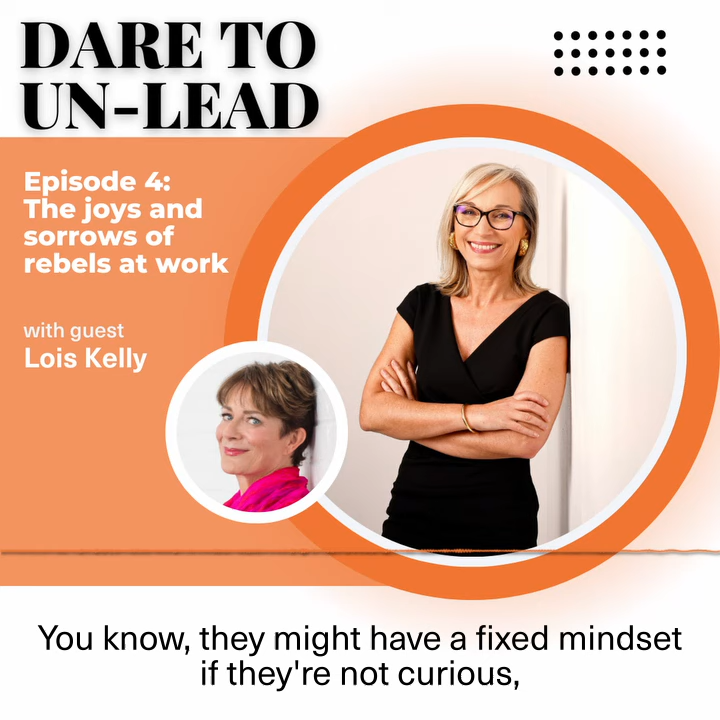 DARE TO
UN-LEAD
Episode 4:
The joys and
sorrows of
rebels at work
with guest
Lois Kelly
You know, they might have a fixed mindset
if they're not curious,